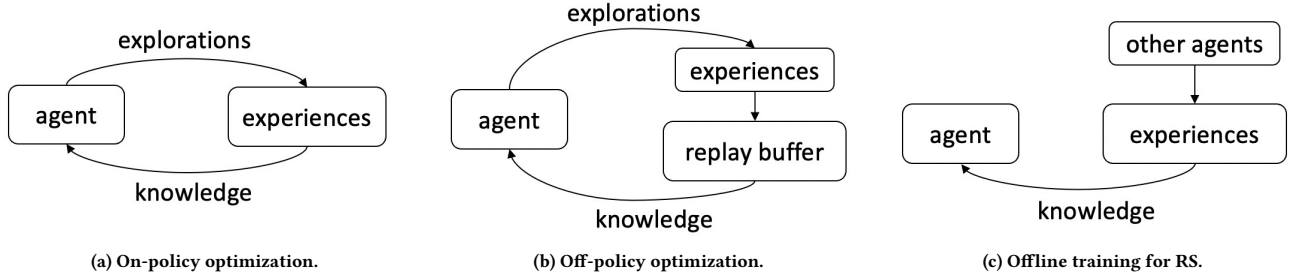 explorations
agent
experiences
knowledge
(a) On-policy optimization.
explorations
experiences
agent
replay buffer
knowledge
(b) Off-policy optimization.
other agents
agent
experiences
knowledge
(c) Offline training for RS.